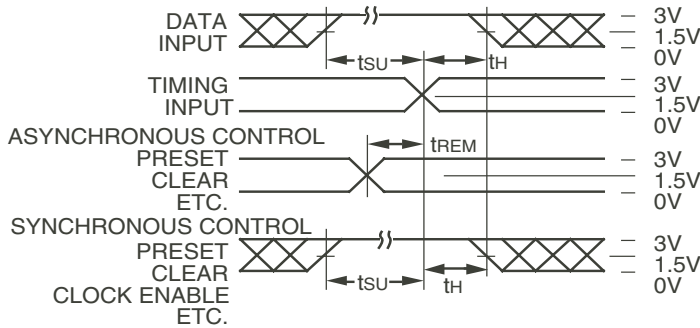 DATA INPUT
3V
1.5V
0V
tSU
tH
TIMING INPUT
3V
1.5V
0V
ASYNCHRONOUS CONTROL
tREM
PRESET
CLEAR
ETC.
3V
1.5V
0V
SYNCHRONOUS CONTROL
PRESET
CLEAR
CLOCK ENABLE
ETC.
3V
1.5V
0V
tSU
tH